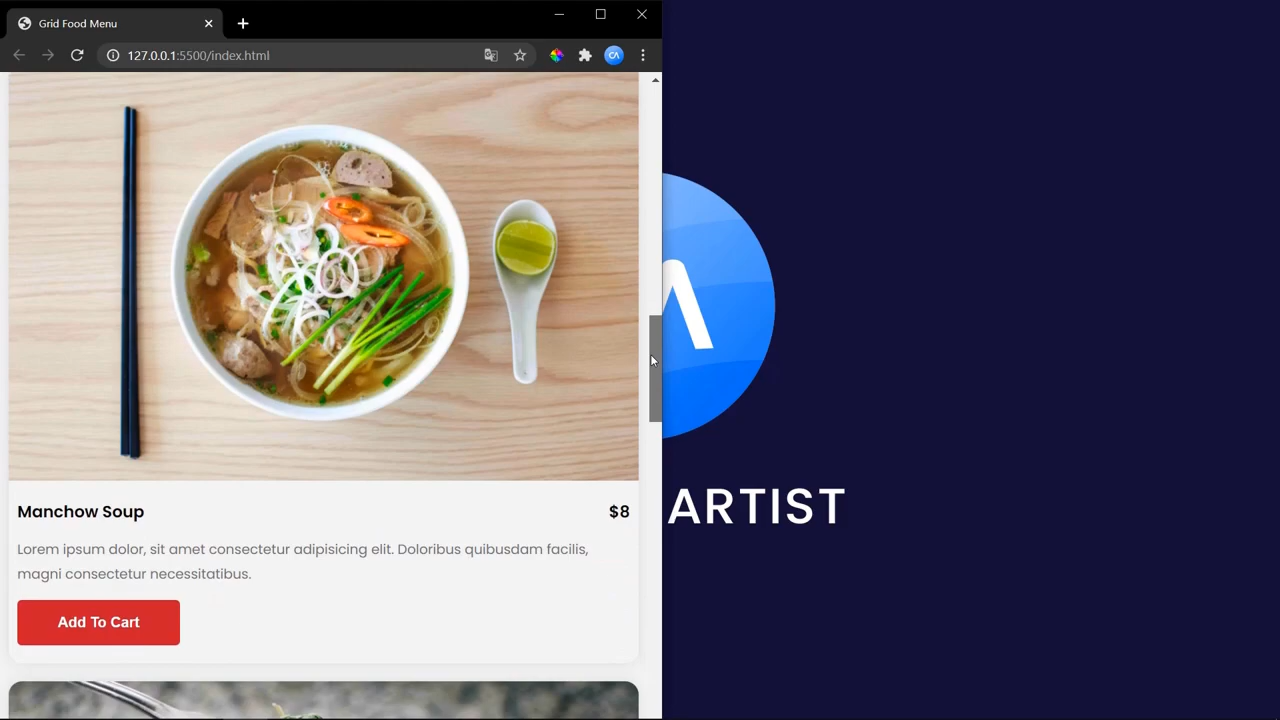 Grid Food Menu
127.0.0.1:5500/index.html
CA
ARTIST
Manchow Soup
$8
Lorem ipsum dolor, sit amet consectetur adipisicing elit. Doloribus quibusdam facilis,
magni consectetur necessitatibus.
Add To Cart